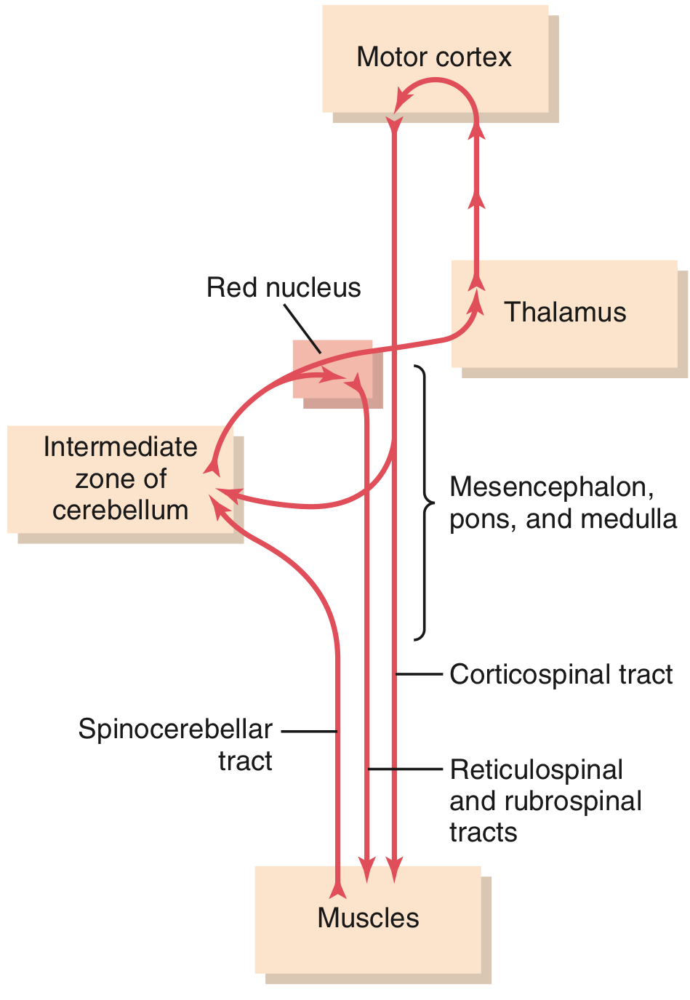 Motor cortex
Red nucleus
Thalamus
Intermediate
zone of
cerebellum
Mesencephalon,
pons, and medulla
Corticospinal tract
Spinocerebellar
tract
Reticulospinal
and rubrospinal
tracts
Muscles